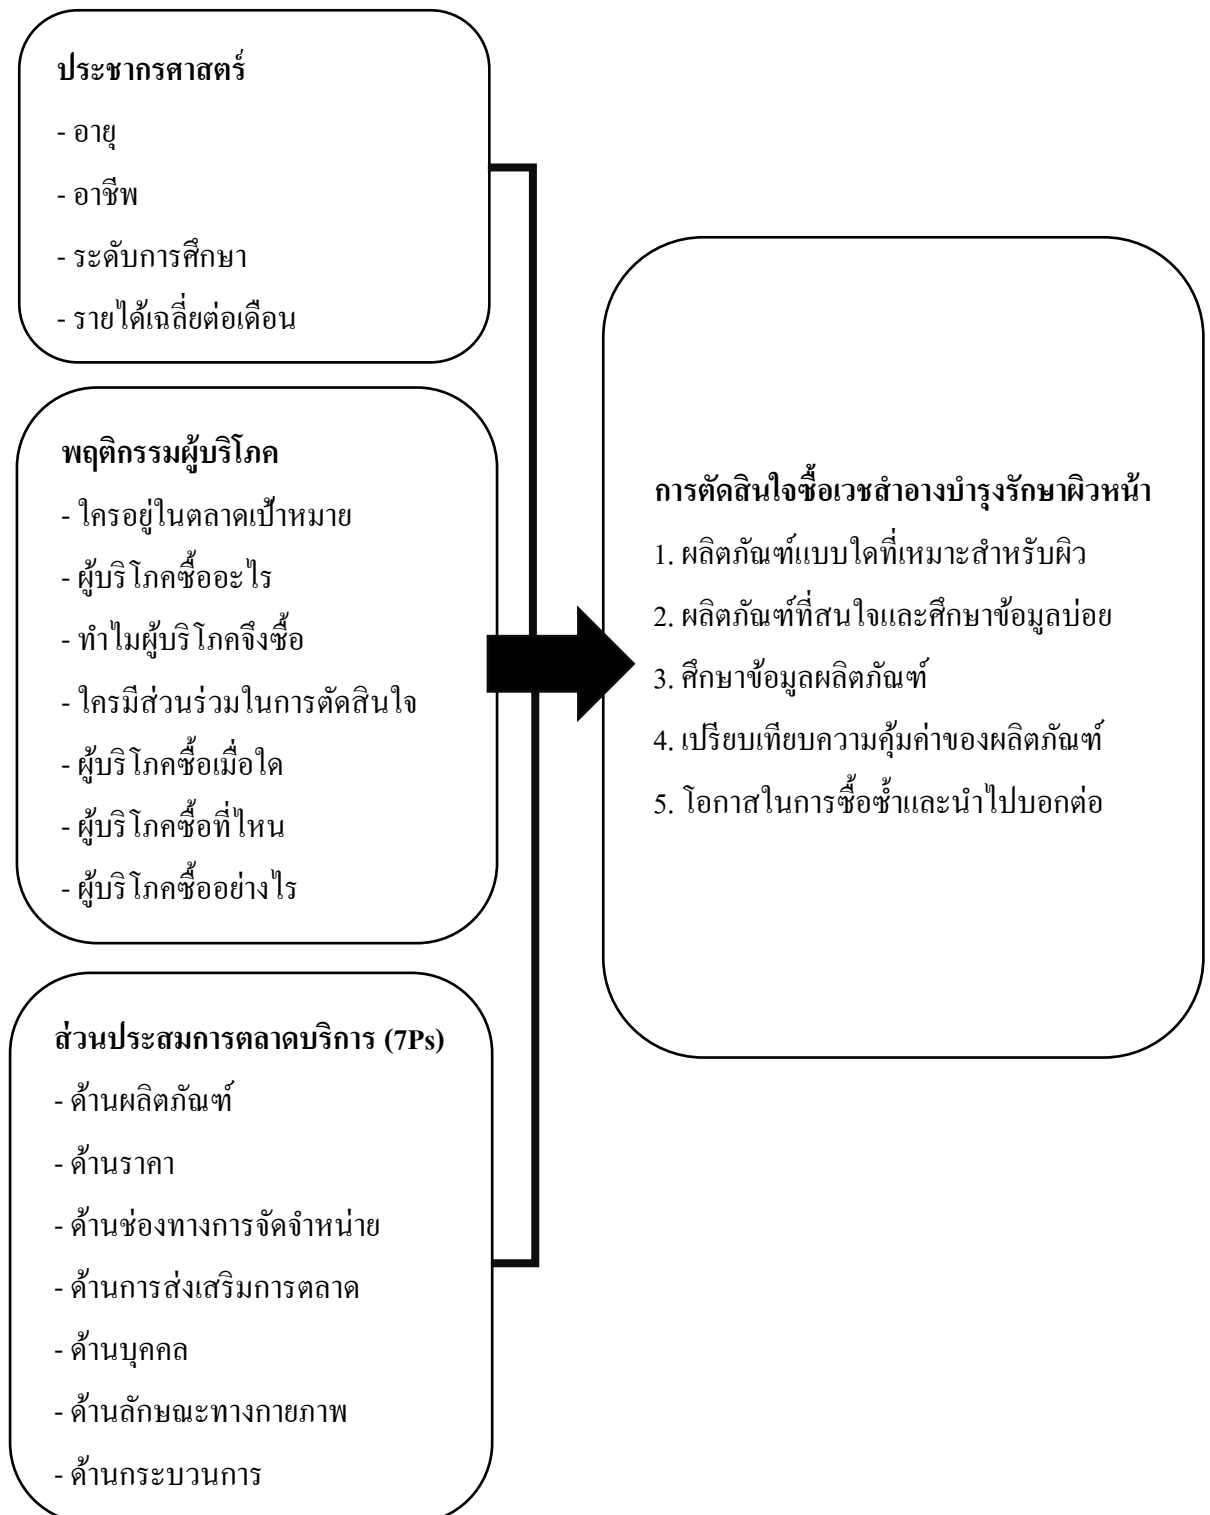 ประชากรศาสตร์
- อายุ
- อาชีพ
- ระดับการศึกษา
- รายได้เฉลี่ยต่อเดือน
พฤติกรรมผู้บริโภค
- ใครอยู่ในตลาดเป้าหมาย
- ผู้บริโภคซื้ออะไร
- ทำไมผู้บริโภคจึงซื้อ
- ใครมีส่วนร่วมในการตัดสินใจ
- ผู้บริโภคซื้อเมื่อใด
- ผู้บริโภคซื้อที่ไหน
- ผู้บริโภคซื้ออย่างไร
ส่วนประสมการตลาดบริการ (7Ps)
- ด้านผลิตภัณฑ์
- ด้านราคา
- ด้านช่องทางการจัดจำหน่าย
- ด้านการส่งเสริมการตลาด
- ด้านบุคคล
- ด้านลักษณะทางกายภาพ
- ด้านกระบวนการ
การตัดสินใจซื้อเวชสำอางบำรุงรักษาผิวหน้า
1. ผลิตภัณฑ์แบบใดที่เหมาะสำหรับผิว
2. ผลิตภัณฑ์ที่สนใจและศึกษาข้อมูลบ่อย
3. ศึกษาข้อมูลผลิตภัณฑ์
4. เปรียบเทียบความคุ้มค่าของผลิตภัณฑ์
5. โอกาสในการซื้อซ้ำและนำไปบอกต่อ